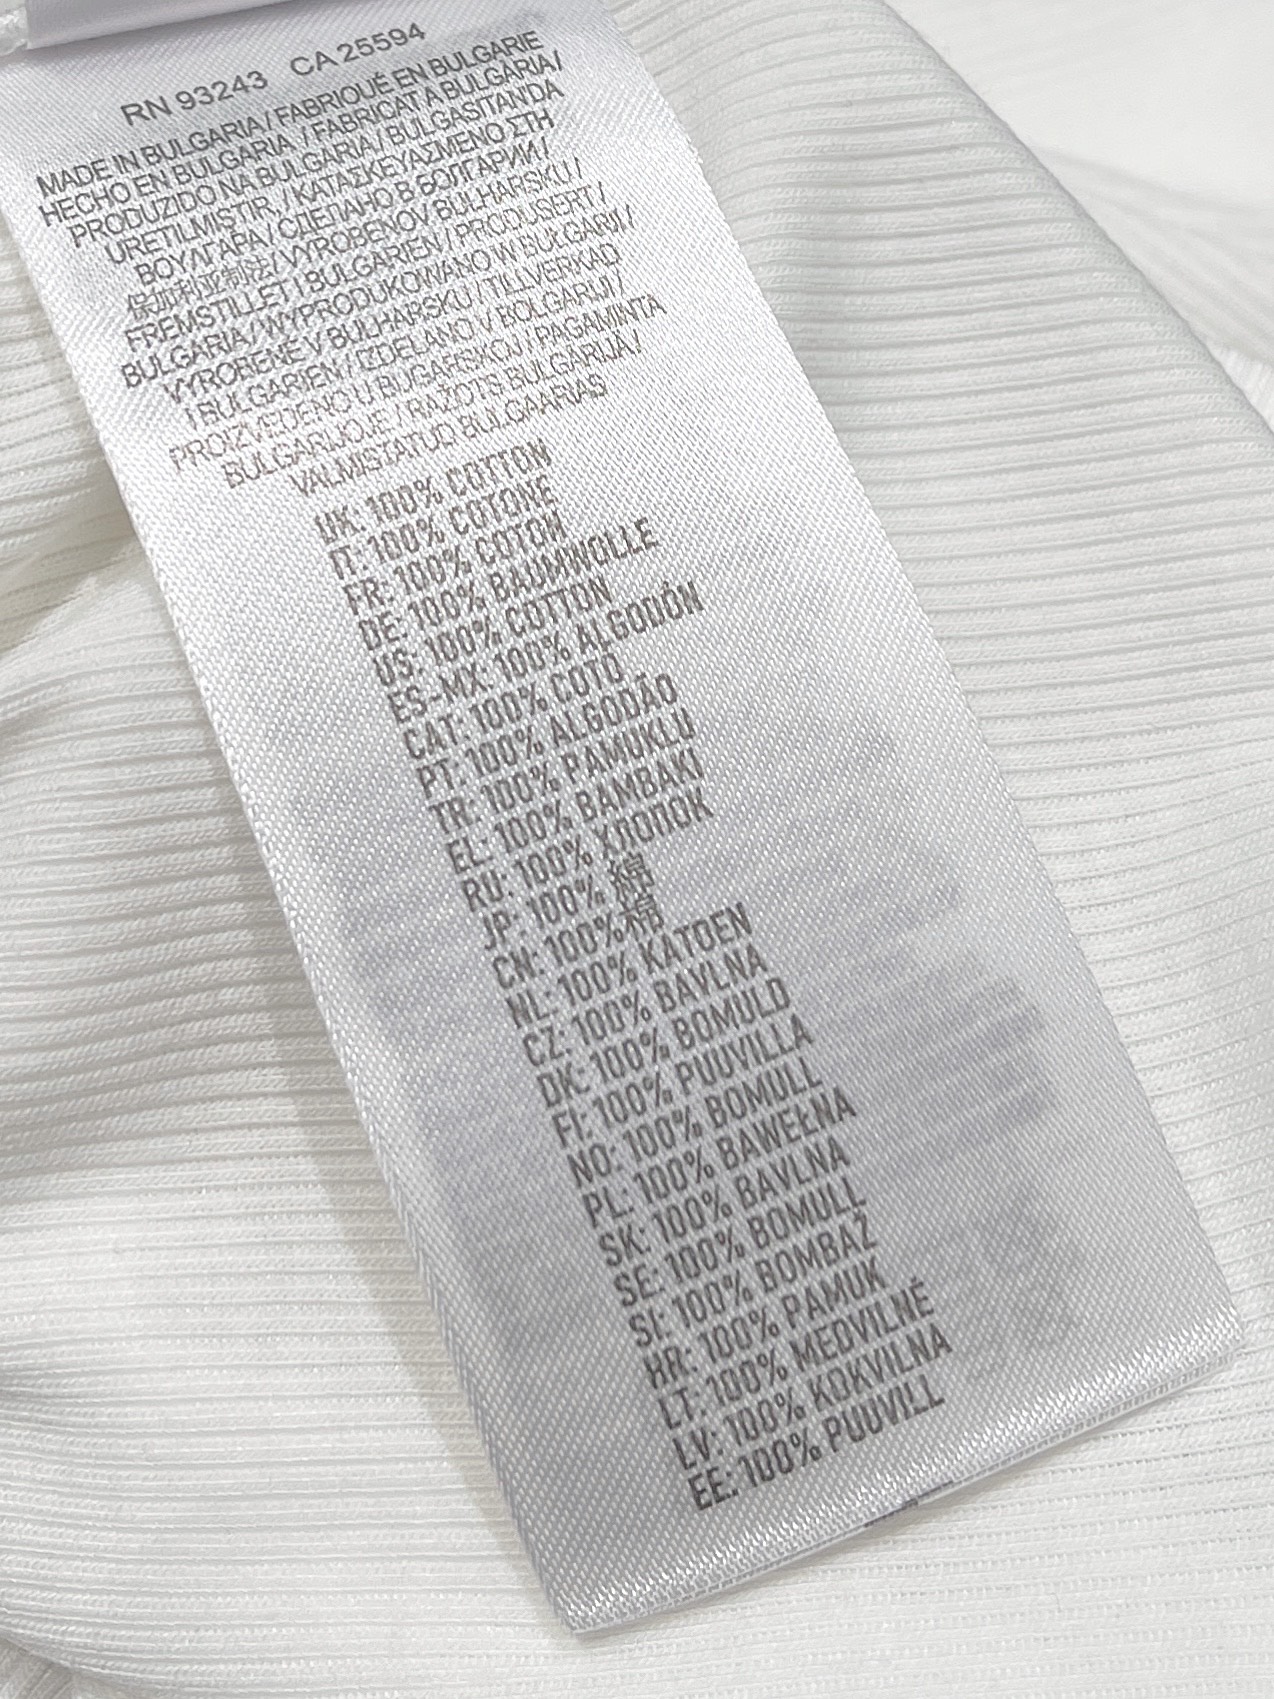 RN 93243 CA 25594
MADE IN BULGARIA / FABRIQUÉ EN BULGARIE
HECHO EN BULGARIA / FABRICAT A BULGÀRIA /
PRODUZIDO NA BULGÁRIA / BULGASITAN'DA
URETILMISTIR. / ΚΑΤΑΣΚΕΥΑΣΜΕΝΟ ΣΤΗ
ΒΟΥΛΓΑΡΑ / СДЕЛАНО В БОЛГАРИИ /
保加利亚制法 / VYROBENO V BULHARSKU /
FREMSTILLET I BULGARIEN / PRODUSERT /
BULGARIA / WYPRODUKOWANO W BUŁGARII /
VYROBENÉ V BULHARSKU / TILLVERKAD
I BULGARIEN / IZDELANO V BOLGARIJI /
PROIZVEDENO U BUGARSKOJ / PAGAMINTA
BULGARIJOJE / RAŽOTS BULGĀRIJĀ /
VALMISTATUD BULGAARIAS
UK: 100% COTTON
IT: 100% COTONE
FR: 100% COTON
DE: 100% BAUMWOLLE
US: 100% COTTON
ES-MX: 100% ALGODÓN
CAT: 100% COTÓ
PT: 100% ALGODÃO
TR: 100% PAMUKLU
EL: 100% BAMBAKI
RU: 100% ХЛОПОК
JP: 100% 綿
CN: 100%棉
NL: 100% KATOEN
CZ: 100% BAVLNA
DK: 100% BOMULD
FI: 100% PUUVILLA
NO: 100% BOMULL
PL: 100% BAWEŁNA
SK: 100% BAVLNA
SE: 100% BOMULL
SI: 100% BOMBAŽ
HR: 100% PAMUK
LT: 100% MEDVILNĖ
LV: 100% KOKVILNA
EE: 100% PUUVILL